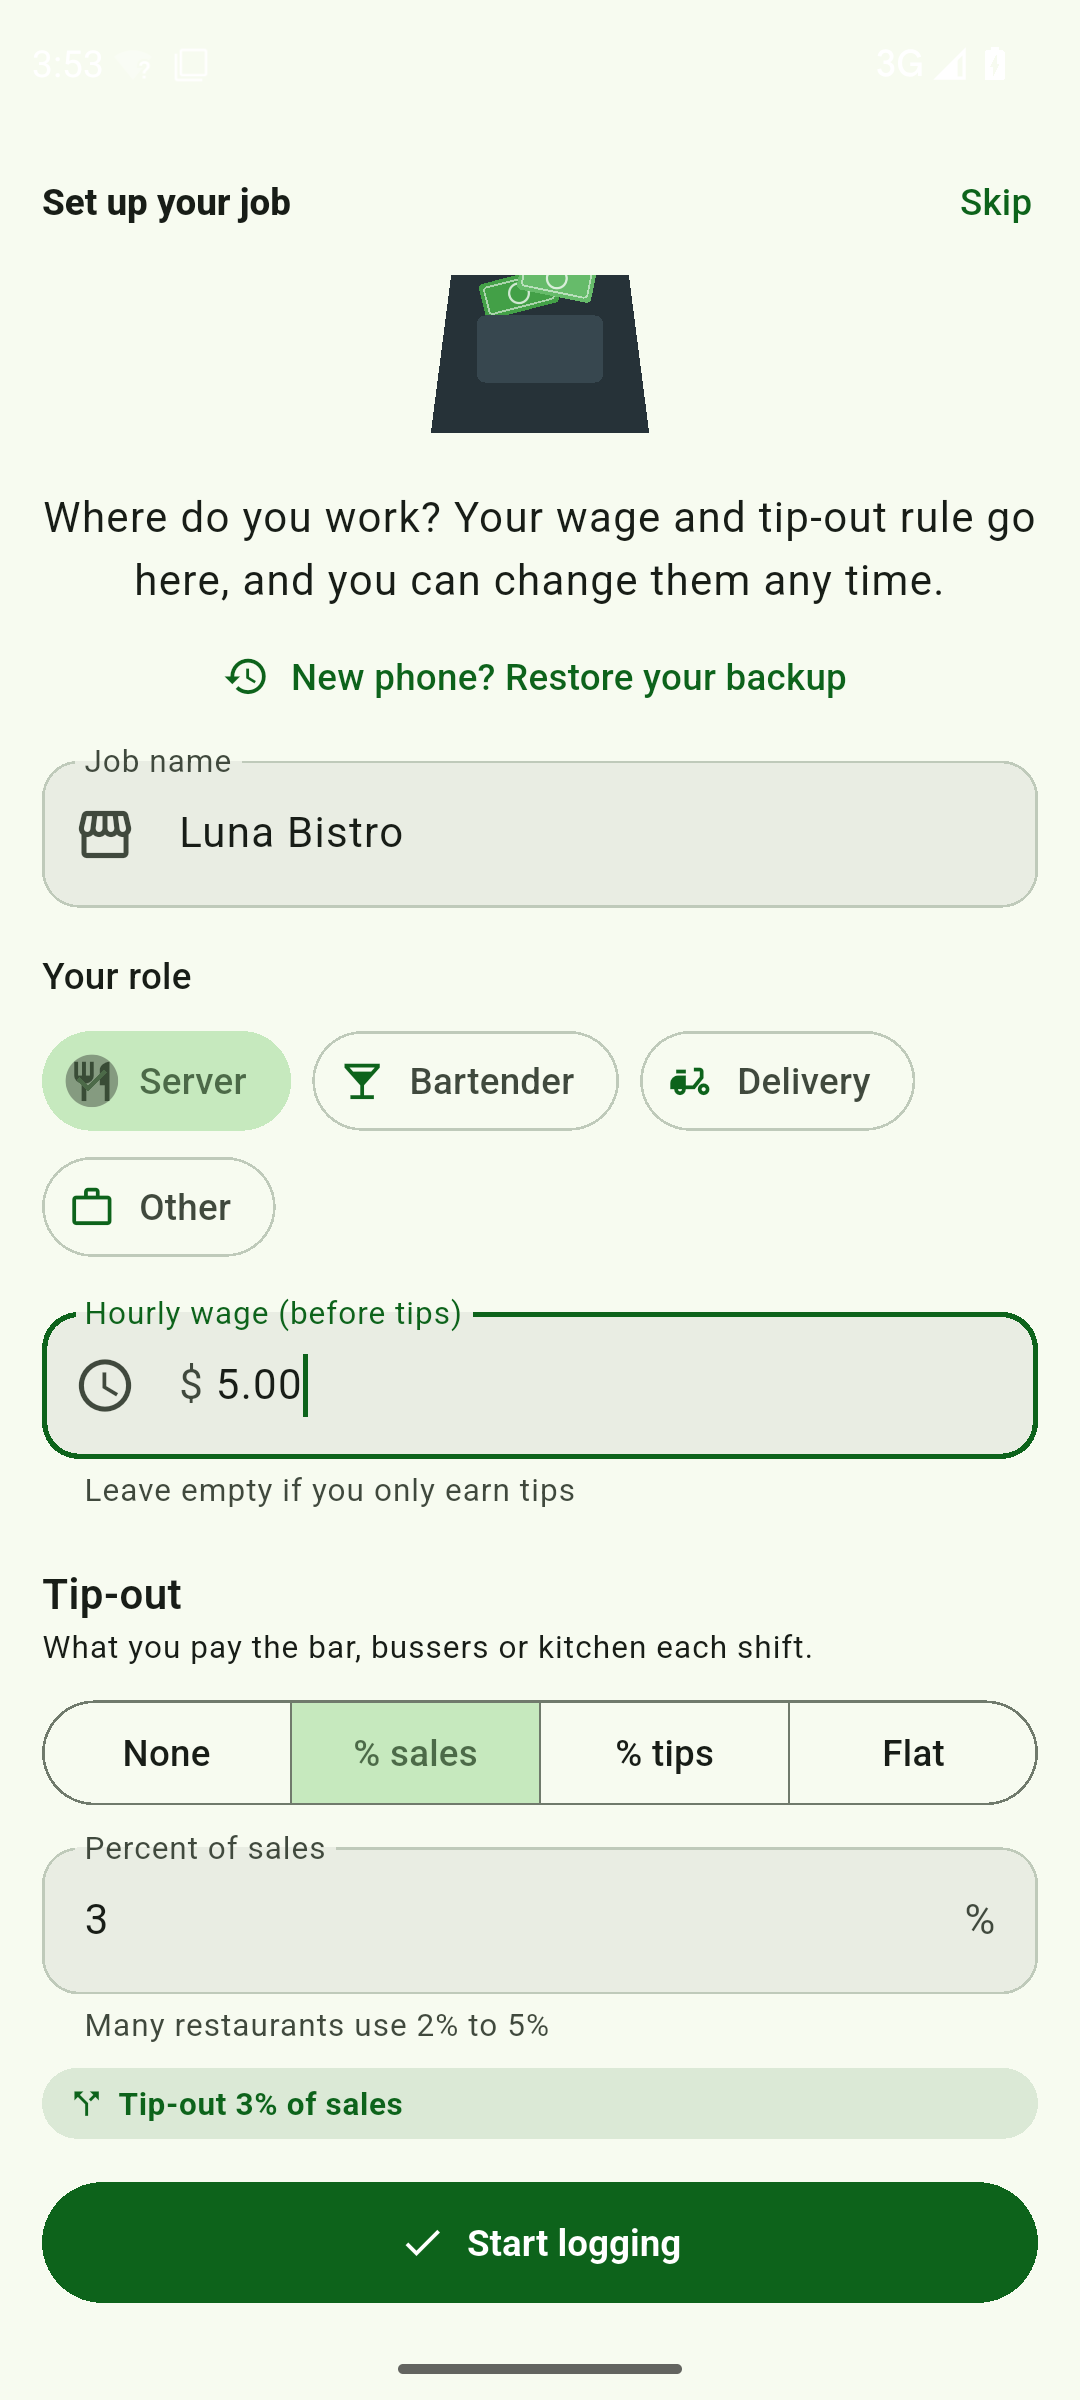 3:53
3G
Set up your job
Skip
Where do you work? Your wage and tip-out rule go
here, and you can change them any time.
New phone? Restore your backup
Job name
Luna Bistro
Your role
Server
Bartender
Delivery
Other
Hourly wage (before tips)
$ 5.00
Leave empty if you only earn tips
Tip-out
What you pay the bar, bussers or kitchen each shift.
None
% sales
% tips
Flat
Percent of sales
3
%
Many restaurants use 2% to 5%
Tip-out 3% of sales
Start logging